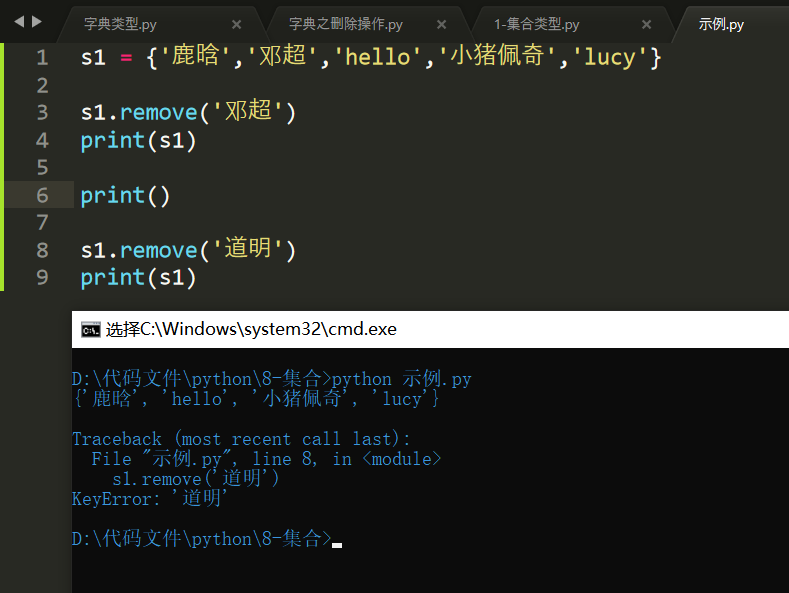 字典类型.py × 字典之删除操作.py × 1-集合类型.py × 示例.py
1 s1 = {'鹿晗','邓超','hello','小猪佩奇','lucy'}
2
3 s1.remove('邓超')
4 print(s1)
5
6 print()
7
8 s1.remove('道明')
9 print(s1)
选择C:\Windows\system32\cmd.exe
D:\代码文件\python\8-集合>python 示例.py
{'鹿晗', 'hello', '小猪佩奇', 'lucy'}
Traceback (most recent call last):
File "示例.py", line 8, in <module>
s1.remove('道明')
KeyError: '道明'
D:\代码文件\python\8-集合>